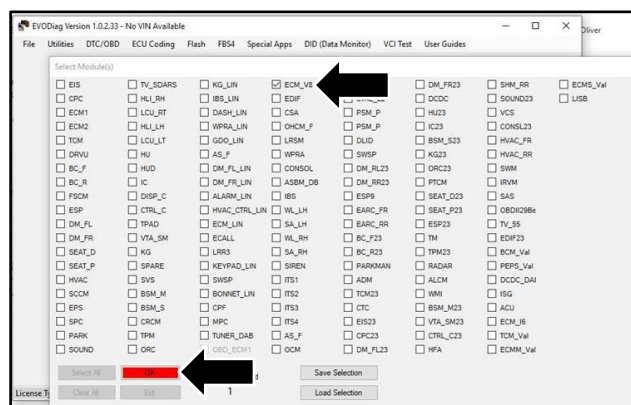 EVODiag Version 1.0.2.33 - No VIN Available
Oliver
File Utilities DTC/OBD ECU Coding Flash FBS4 Special Apps DID (Data Monitor) VCI Test User Guides
Select Module(s)
EIS TV_SDARS KG_LIN ECM_V8 DM_FR23 SHM_RR ECMS_Val
CPC HLI_RH IBS_LIN EDIF DCDC SOUND23 LISB
ECM1 LCU_RT DASH_LIN CSA PSM_P HU23 VCS
ECM2 HLI_LH WPRA_LIN OHCM_F PSM_P IC23 CONSL23
TCM LCU_LT GDO_LIN LRSM DLID BSM_S23 HVAC_FR
DRVU HU AS_F WPRA SWSP KG23 HVAC_RR
BC_F HUD DM_FL_LIN CONSOL DM_RL23 ORC23 SWM
BC_R IC DM_FR_LIN ASBM_DB DM_RR23 PTCM IRVM
FSCM DISP_C ALARM_LIN IBS ESP9 SEAT_D23 SAS
ESP CTRL_C HVAC_CTRL_LIN WL_LH EARC_FR SEAT_P23 OBDII29Bit
DM_FL TPAD ECM_LIN SA_LH EARC_RR ESP23 TV_55
DM_FR VTA_SM ECALL WL_RH BC_F23 TM EDIF23
SEAT_D KG LRR3 SA_RH BC_R23 TPM23 BCM_Val
SEAT_P SPARE KEYPAD_LIN SIREN PARKMAN RADAR PEPS_Val
HVAC SVS SWSP ITS1 ADM ALCM DCDC_DAI
SCCM BSM_M BONNET_LIN ITS2 TCM23 WMI ISG
EPS BSM_S CPF ITS3 CTC BSM_M23 ACU
SPC CRCM MPC ITS4 EIS23 VTA_SM23 ECM_I6
PARK TPM TUNER_DAB AS_F CPC23 CTRL_C23 TCM_Val
SOUND ORC OBD_ECM1 OCM DM_FL23 HFA ECMM_Val
Select All OK Save Selection
Clear All Exit 1 Load Selection
License Ty